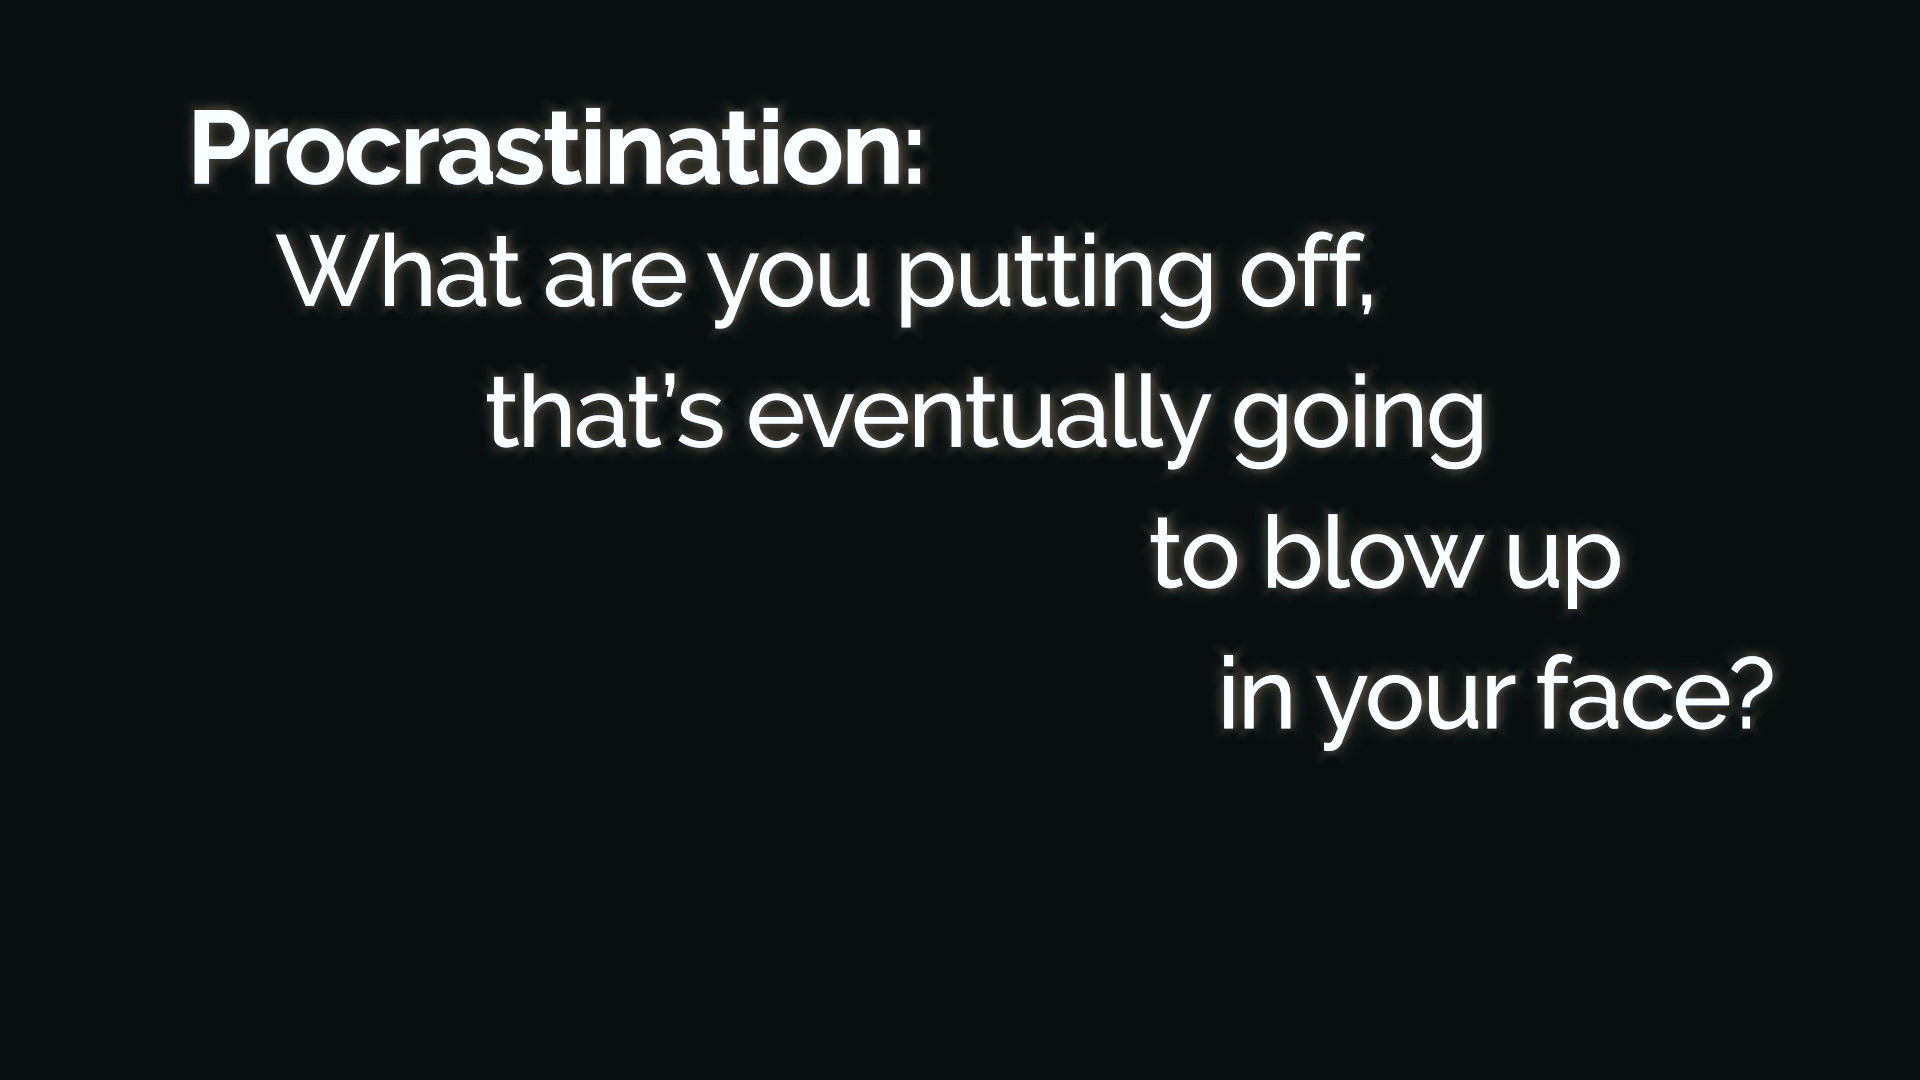 Procrastination:
What are you putting off,
that’s eventually going
to blow up
in your face?